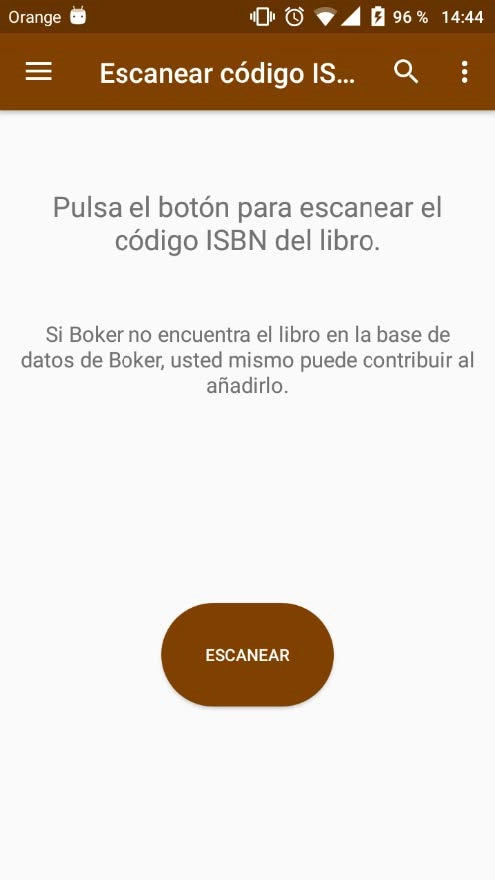 Orange 96 % 14:44
Escanear código IS...
Pulsa el botón para escanear el
código ISBN del libro.
Si Boker no encuentra el libro en la base de
datos de Boker, usted mismo puede contribuir al
añadirlo.
ESCANEAR